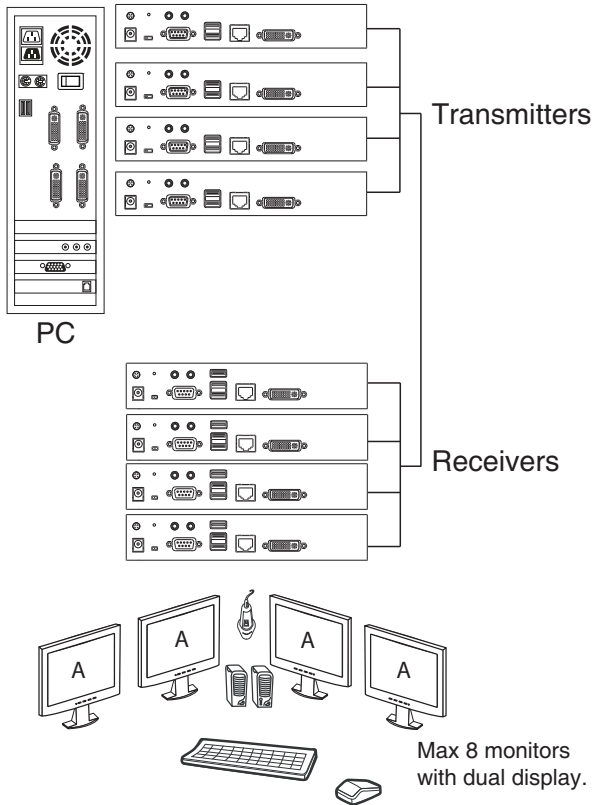 Transmitters
PC
Receivers
A
A
A
A
Max 8 monitors
with dual display.